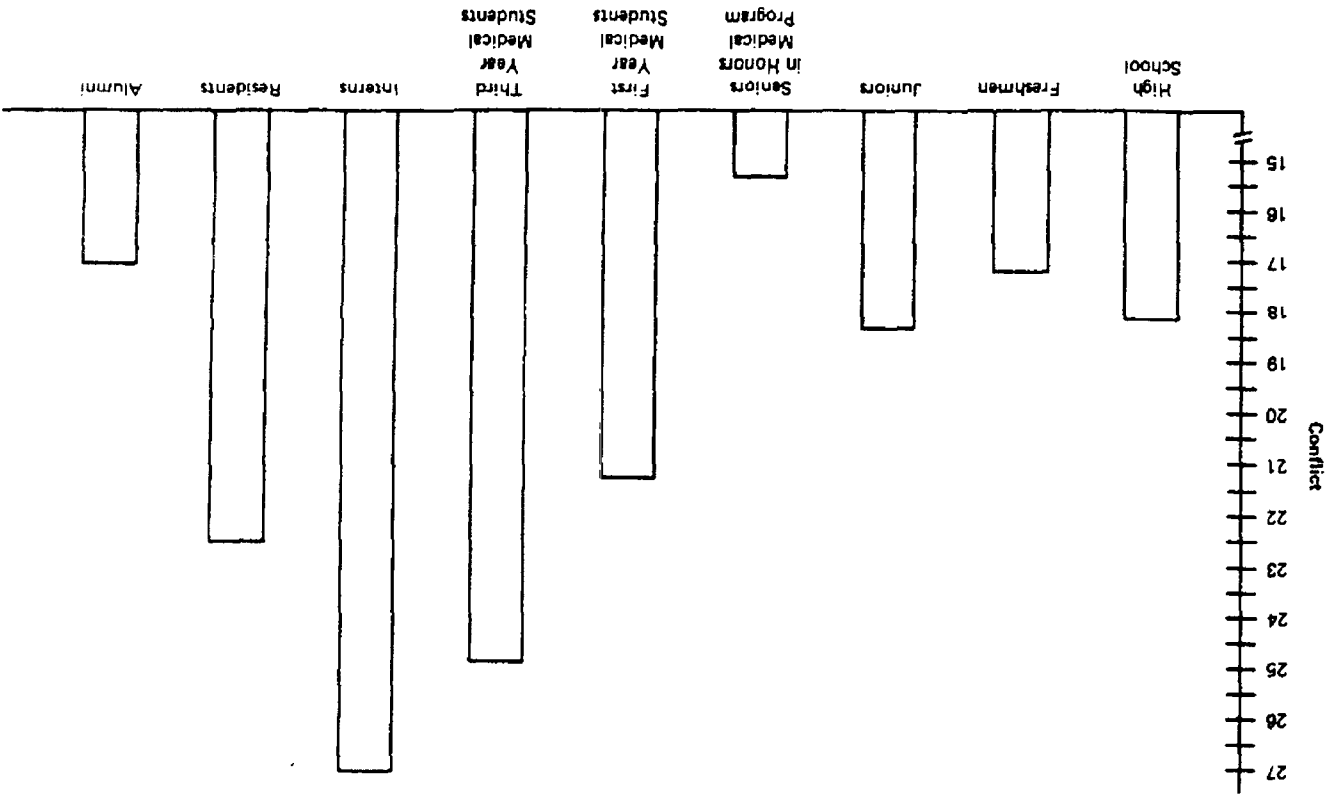 Conflict
27
26
25
24
23
22
21
20
19
18
17
16
15
High
School
Freshmen
Juniors
Seniors
in Honors
Medical
Program
First
Year
Medical
Students
Third
Year
Medical
Students
Interns
Residents
Alumni